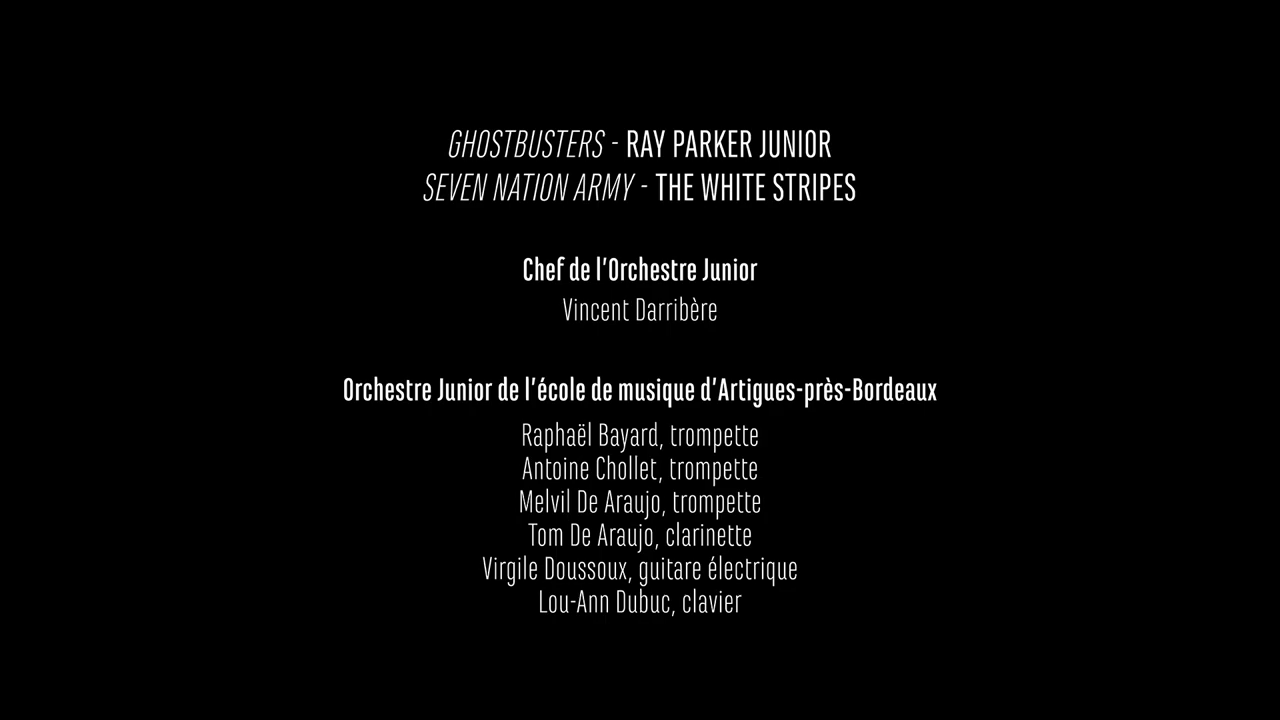 GHOSTBUSTERS - RAY PARKER JUNIOR
SEVEN NATION ARMY - THE WHITE STRIPES
Chef de l'Orchestre Junior
Vincent Darribère
Orchestre Junior de l'école de musique d'Artigues-près-Bordeaux
Raphaël Bayard, trompette
Antoine Chollet, trompette
Melvil De Araujo, trompette
Tom De Araujo, clarinette
Virgile Doussoux, guitare électrique
Lou-Ann Dubuc, clavier